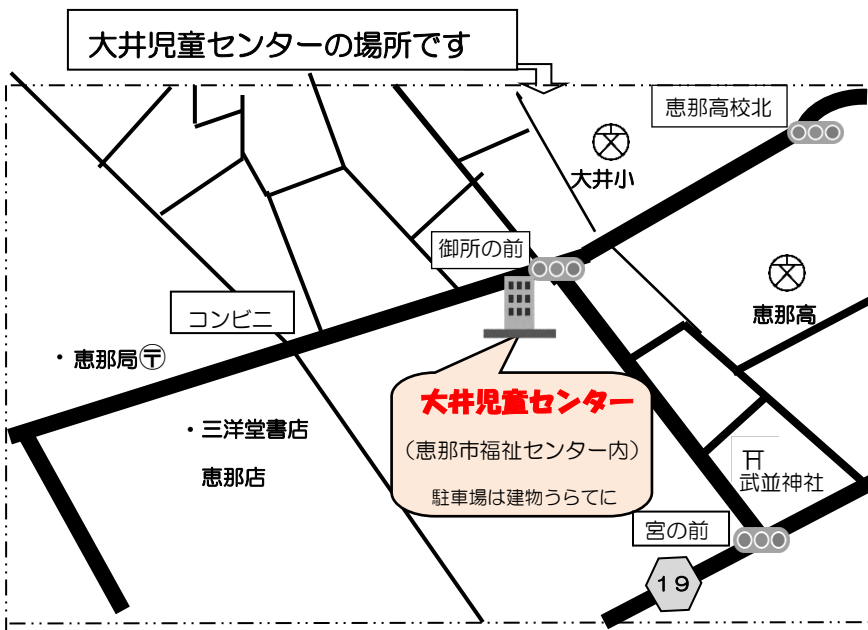 大井児童センターの場所です
恵那高校北
大井小
御所の前
恵那高
コンビニ
・恵那局〒
大井児童センター
(恵那市福祉センター内)
駐車場は建物うらてに
・三洋堂書店
恵那店
武並神社
宮の前
19